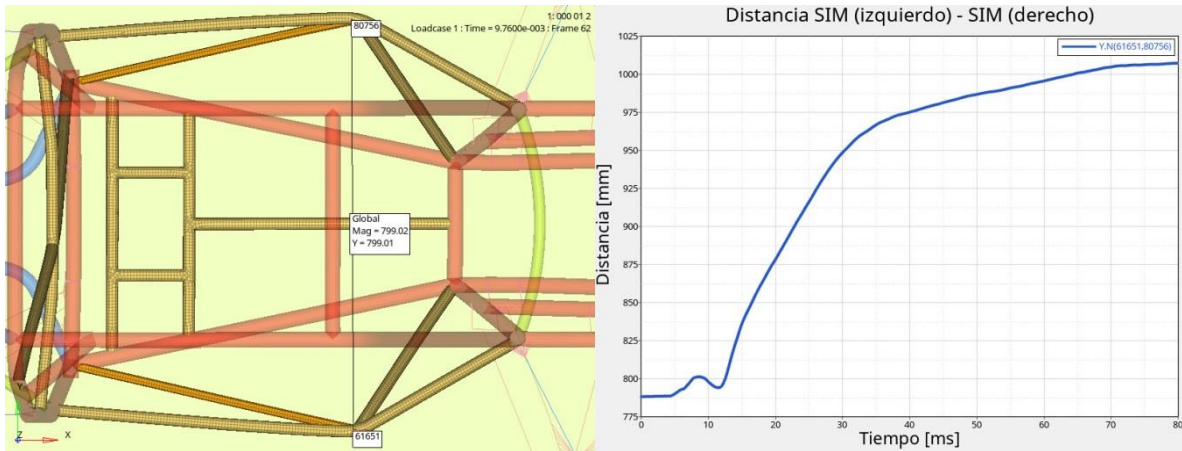 1: 000 01 2
Loadcase 1 : Time = 9.7600e-003 : Frame 62
80756
Global
Mag = 799.02
Y = 799.01
61651
Y
Z
X
Distancia SIM (izquierdo) - SIM (derecho)
Y.N(61651,80756)
Distancia [mm]
1025
1000
975
950
925
900
875
850
825
800
775
0
10
20
30
40
50
60
70
80
Tiempo [ms]